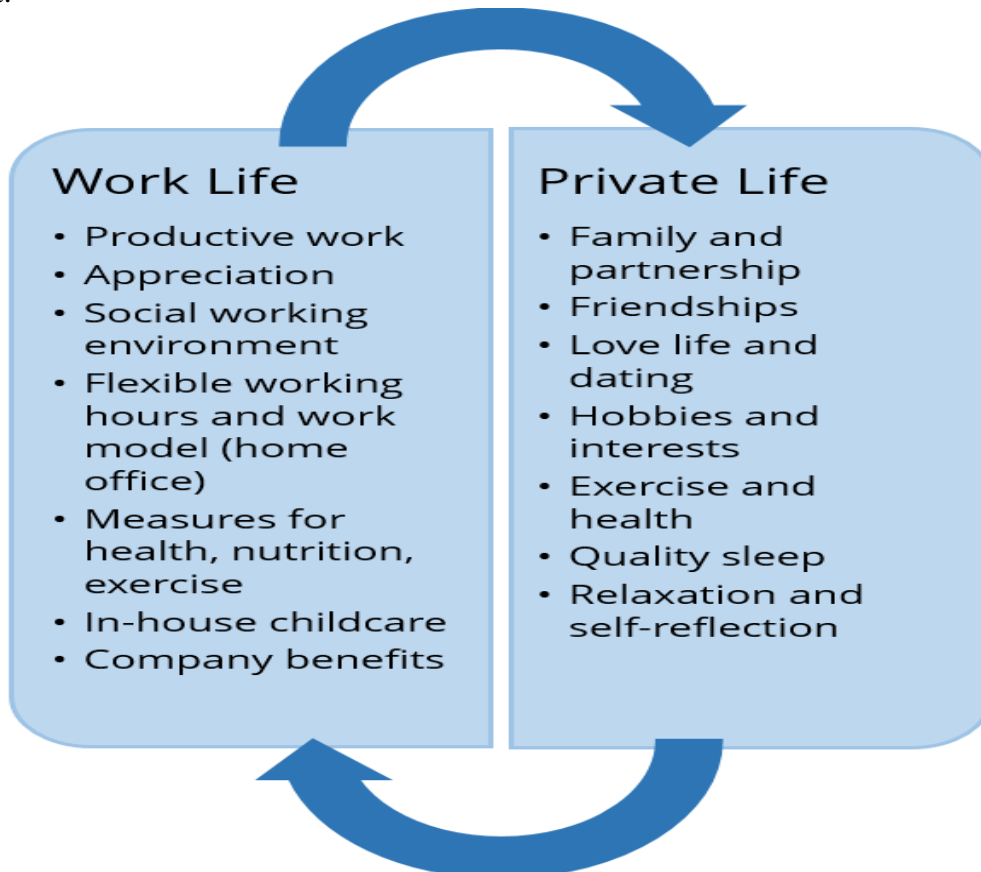 Work Life
• Productive work
• Appreciation
• Social working
environment
• Flexible working
hours and work
model (home
office)
• Measures for
health, nutrition,
exercise
• In-house childcare
• Company benefits
Private Life
• Family and
partnership
• Friendships
• Love life and
dating
• Hobbies and
interests
• Exercise and
health
• Quality sleep
• Relaxation and
self-reflection